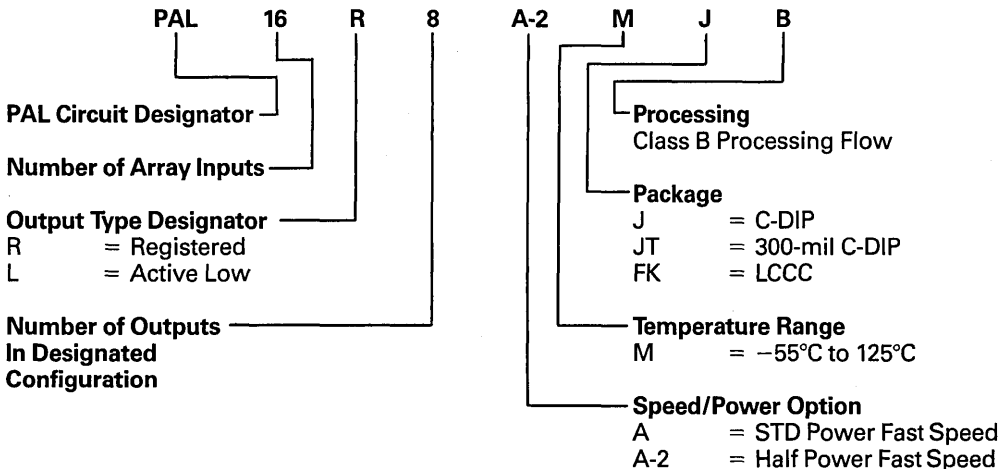 PAL 16 R 8 A-2 M J B
PAL Circuit Designator
Number of Array Inputs
Output Type Designator
R = Registered
L = Active Low
Number of Outputs
In Designated
Configuration
Processing
Class B Processing Flow
Package
J = C-DIP
JT = 300-mil C-DIP
FK = LCCC
Temperature Range
M = −55°C to 125°C
Speed/Power Option
A = STD Power Fast Speed
A-2 = Half Power Fast Speed